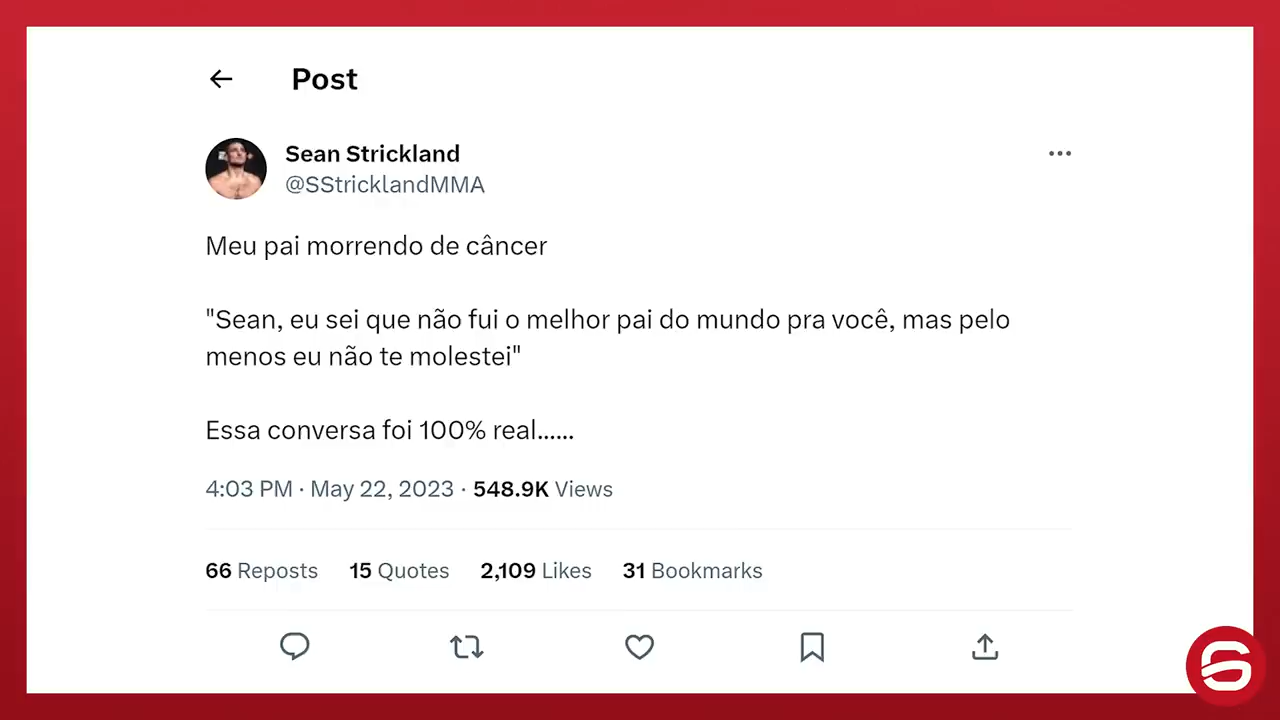 Post
Sean Strickland
@SStricklandMMA
Meu pai morrendo de câncer
"Sean, eu sei que não fui o melhor pai do mundo pra você, mas pelo
menos eu não te molestei"
Essa conversa foi 100% real......
4:03 PM · May 22, 2023 · 548.9K Views
66 Reposts 15 Quotes 2,109 Likes 31 Bookmarks